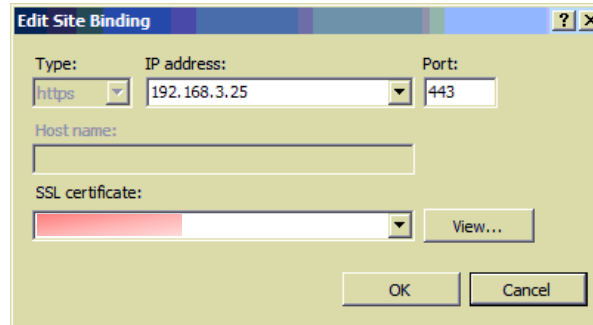 Edit Site Binding
Type: IP address: Port:
https 192.168.3.25 443
Host name:
SSL certificate:
View...
OK Cancel